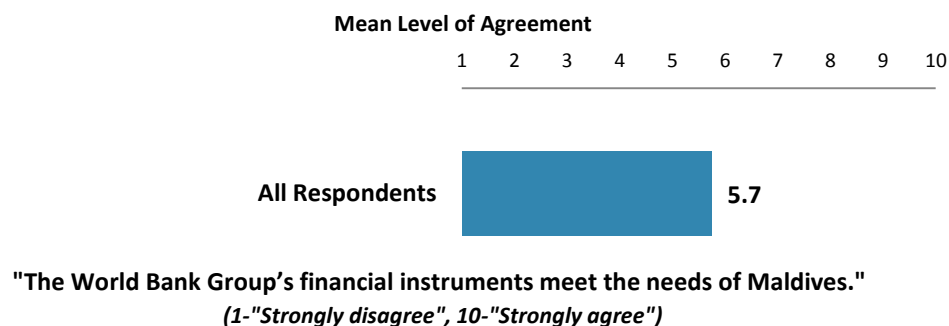 Mean Level of Agreement
1 2 3 4 5 6 7 8 9 10
All Respondents 5.7
"The World Bank Group’s financial instruments meet the needs of Maldives."
(1-"Strongly disagree", 10-"Strongly agree")